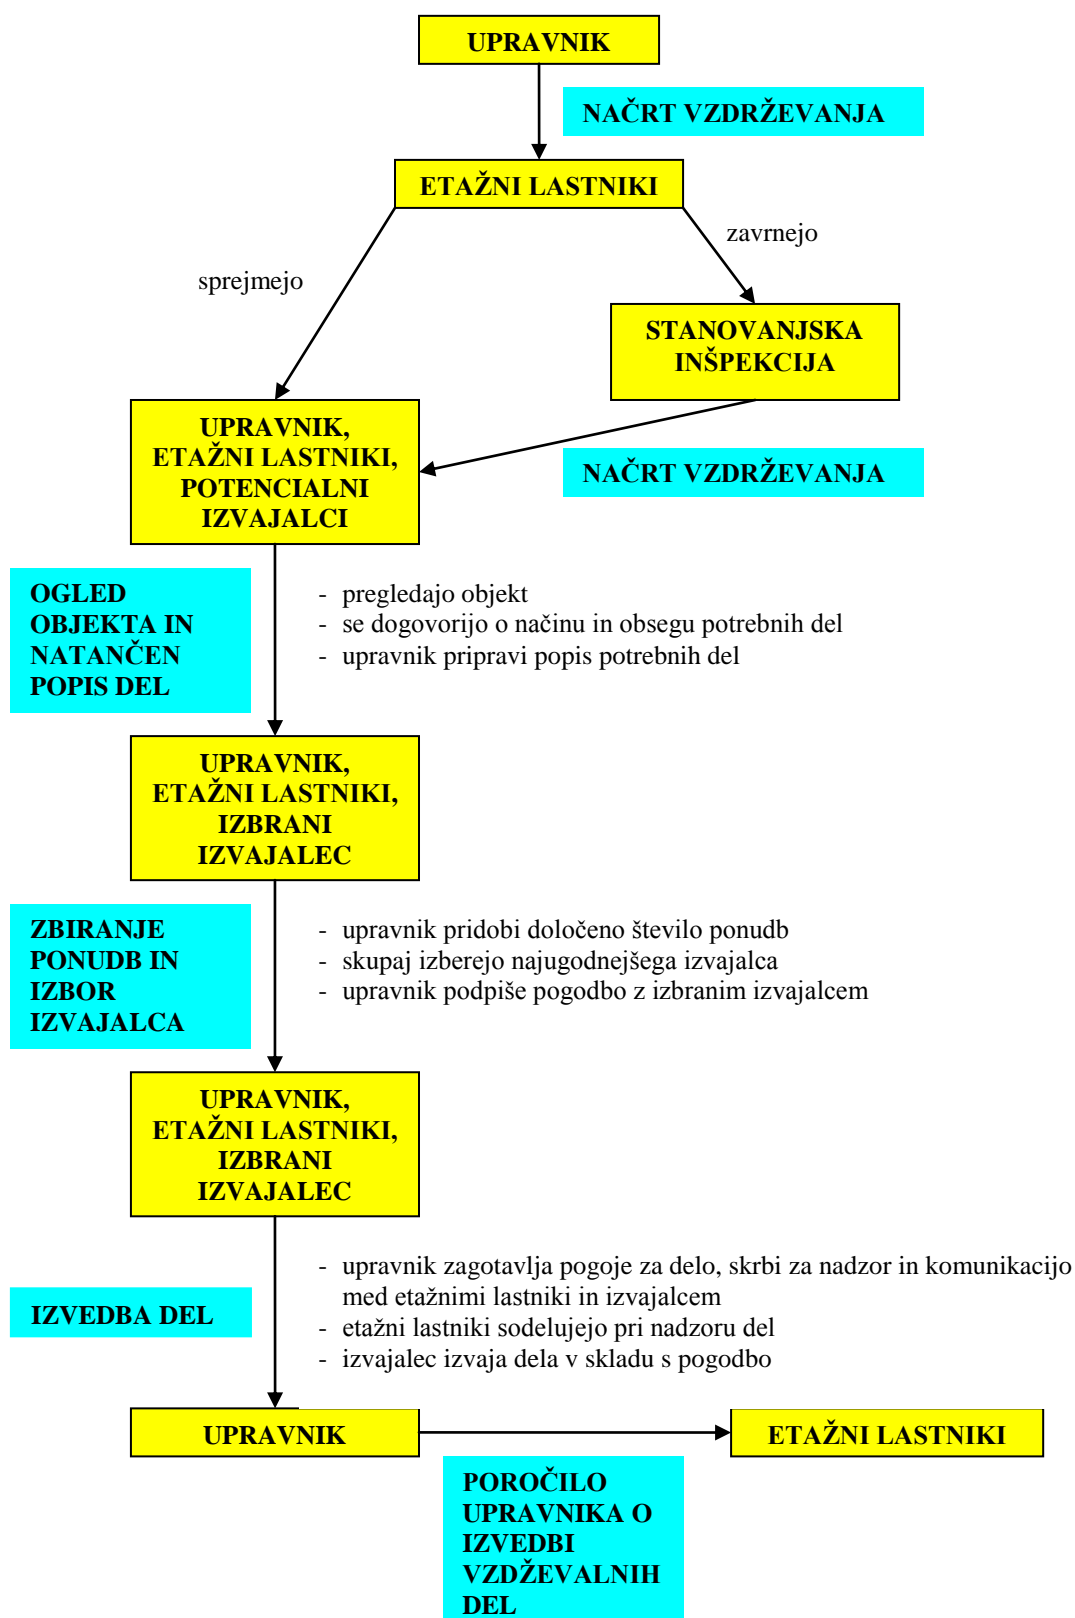 UPRAVNIK
NAČRT VZDRŽEVANJA
ETAŽNI LASTNIKI
zavrnejo
sprejmejo
STANOVANJSKA
INŠPEKCIJA
UPRAVNIK,
ETAŽNI LASTNIKI,
POTENCIALNI
IZVAJALCI
NAČRT VZDRŽEVANJA
OGLED
OBJEKTA IN
NATANČEN
POPIS DEL
- pregledajo objekt
- se dogovorijo o načinu in obsegu potrebnih del
- upravnik pripravi popis potrebnih del
UPRAVNIK,
ETAŽNI LASTNIKI,
IZBRANI
IZVAJALEC
ZBIRANJE
PONUDB IN
IZBOR
IZVAJALCA
- upravnik pridobi določeno število ponudb
- skupaj izberejo najugodnejšega izvajalca
- upravnik podpiše pogodbo z izbranim izvajalcem
UPRAVNIK,
ETAŽNI LASTNIKI,
IZBRANI
IZVAJALEC
IZVEDBA DEL
- upravnik zagotavlja pogoje za delo, skrbi za nadzor in komunikacijo
med etažnimi lastniki in izvajalcem
- etažni lastniki sodelujejo pri nadzoru del
- izvajalec izvaja dela v skladu s pogodbo
UPRAVNIK
ETAŽNI LASTNIKI
POROČILO
UPRAVNIKA O
IZVEDBI
VZDŽEVALNIH
DEL